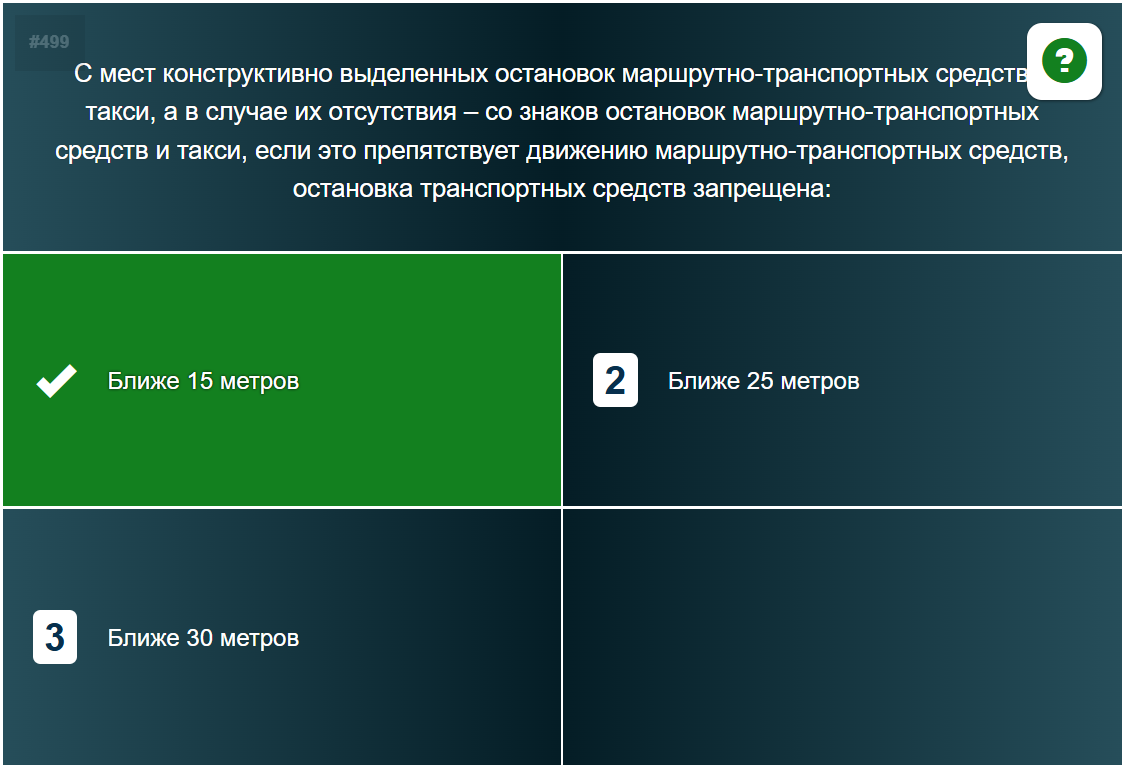 #499
?
С мест конструктивно выделенных остановок маршрутно-транспортных средств
такси, а в случае их отсутствия – со знаков остановок маршрутно-транспортных
средств и такси, если это препятствует движению маршрутно-транспортных средств,
остановка транспортных средств запрещена:
Ближе 15 метров
2 Ближе 25 метров
3 Ближе 30 метров